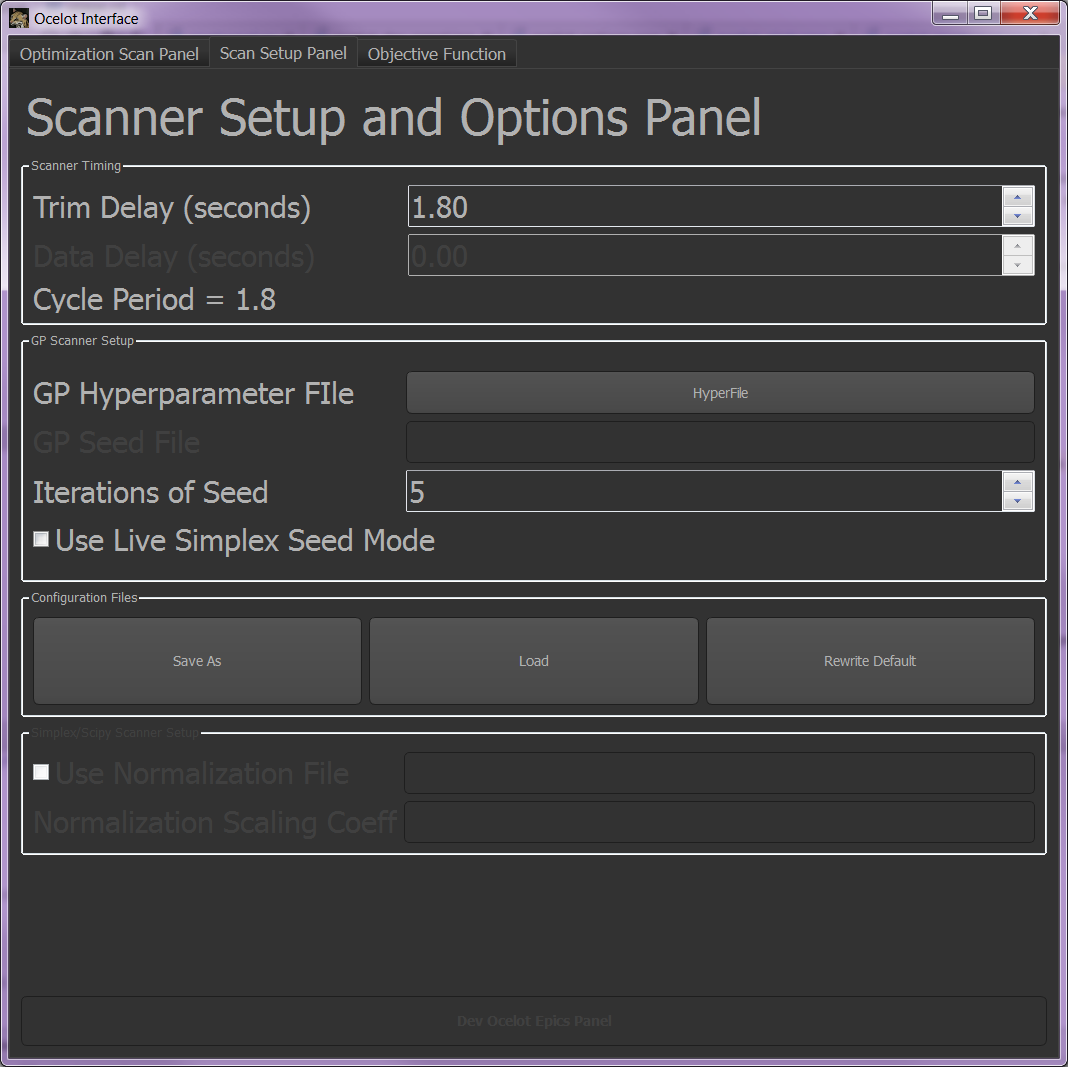 Ocelot Interface
Optimization Scan Panel Scan Setup Panel Objective Function
Scanner Setup and Options Panel
Scanner Timing
Trim Delay (seconds) 1.80
Data Delay (seconds) 0.00
Cycle Period = 1.8
GP Scanner Setup
GP Hyperparameter FIle HyperFile
GP Seed File
Iterations of Seed 5
Use Live Simplex Seed Mode
Configuration Files
Save As Load Rewrite Default
Simplex/Scipy Scanner Setup
Use Normalization File
Normalization Scaling Coeff
Dev Ocelot Epics Panel